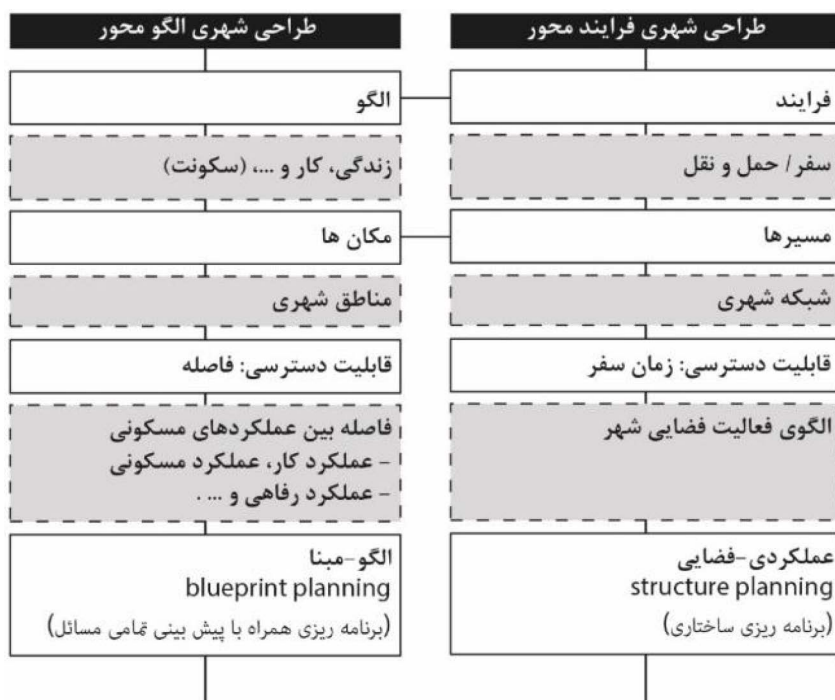 طراحی شهری فرایند محور
فرایند
سفر/ حمل و نقل
مسیرها
شبکه شهری
قابلیت دسترسی: زمان سفر
الگوی فعالیت فضایی شهر
عملکردی-فضایی
structure planning
(برنامه ریزی ساختاری)
طراحی شهری الگو محور
الگو
زندگی، کار و ...، (سکونت)
مکان ها
مناطق شهری
قابلیت دسترسی: فاصله
فاصله بین عملکردهای مسکونی
- عملکرد کار، عملکرد مسکونی
- عملکرد رفاهی و ... .
الگو-مبنا
blueprint planning
(برنامه ریزی همراه با پیش بینی تمامی مسائل)